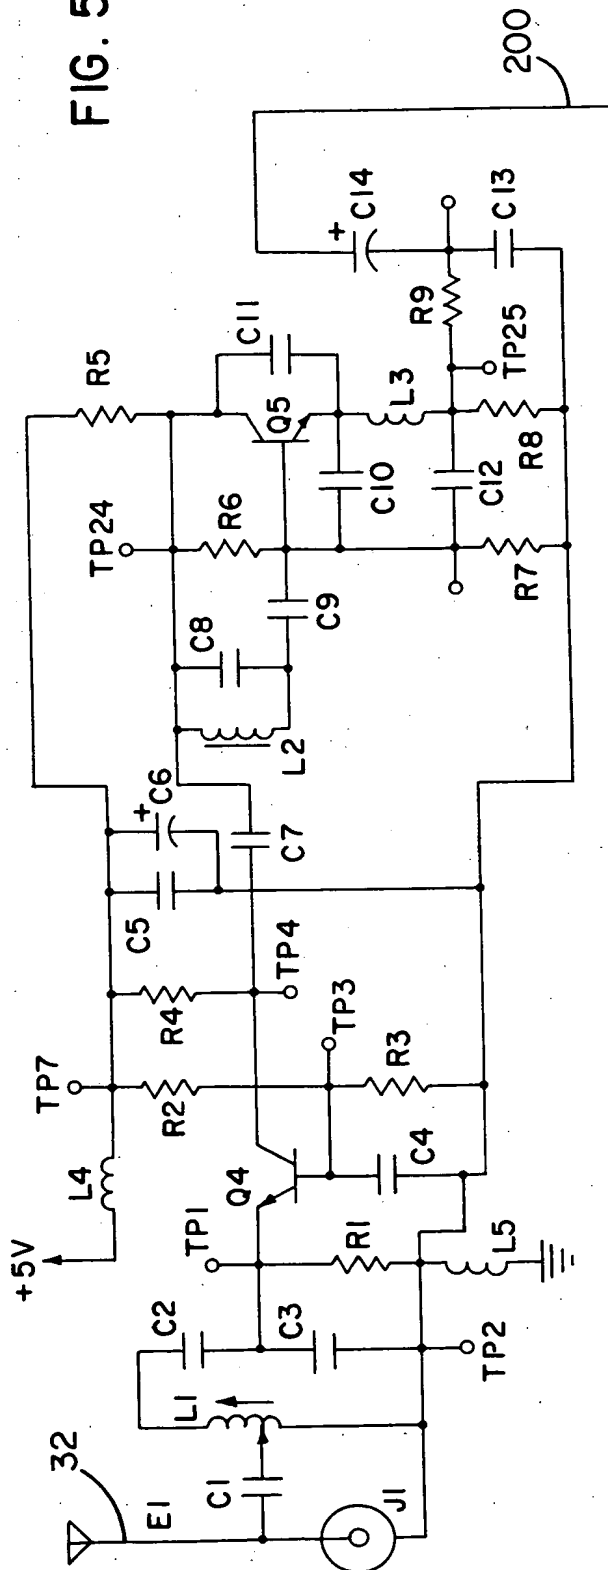 FIG. 5
200
32
E1
J1
C1
L1
C2
C3
TP1
TP2
R1
L5
+5V
L4
Q4
C4
TP7
R2
TP3
R3
R4
TP4
C5
+
C6
C7
L2
C8
C9
TP24
R6
R5
Q5
C11
C10
L3
C12
R7
R8
TP25
R9
+
C14
C13